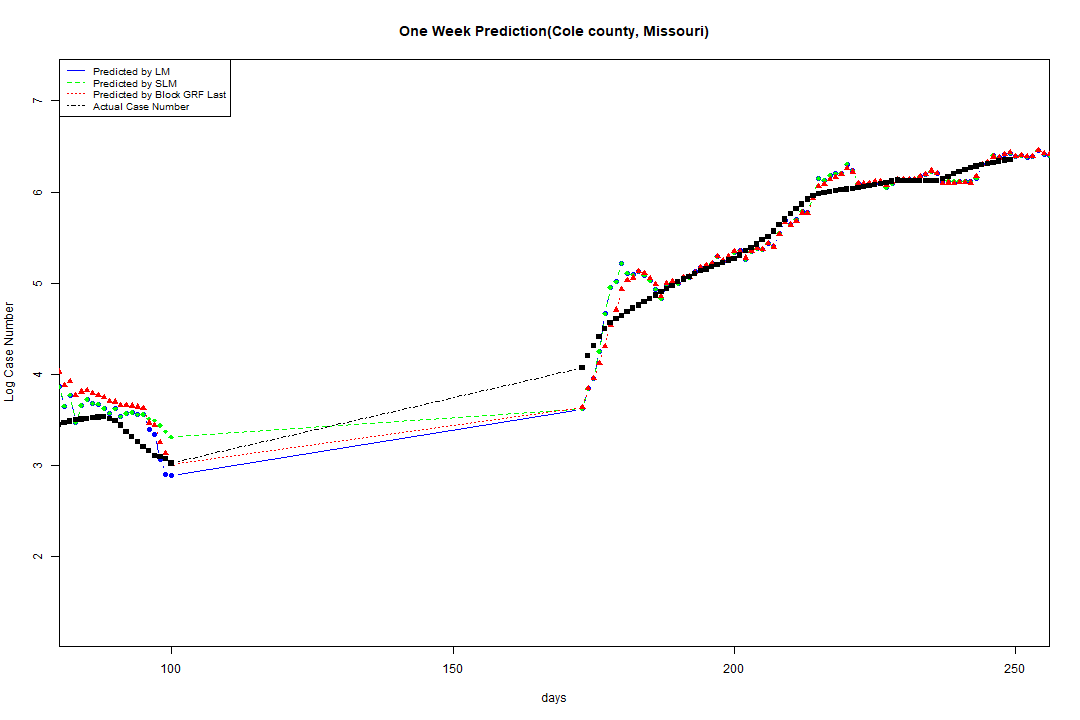 One Week Prediction(Cole county, Missouri)
Predicted by LM
Predicted by SLM
Predicted by Block GRF Last
Actual Case Number
7
6
5
4
3
2
Log Case Number
100 150 200 250
days